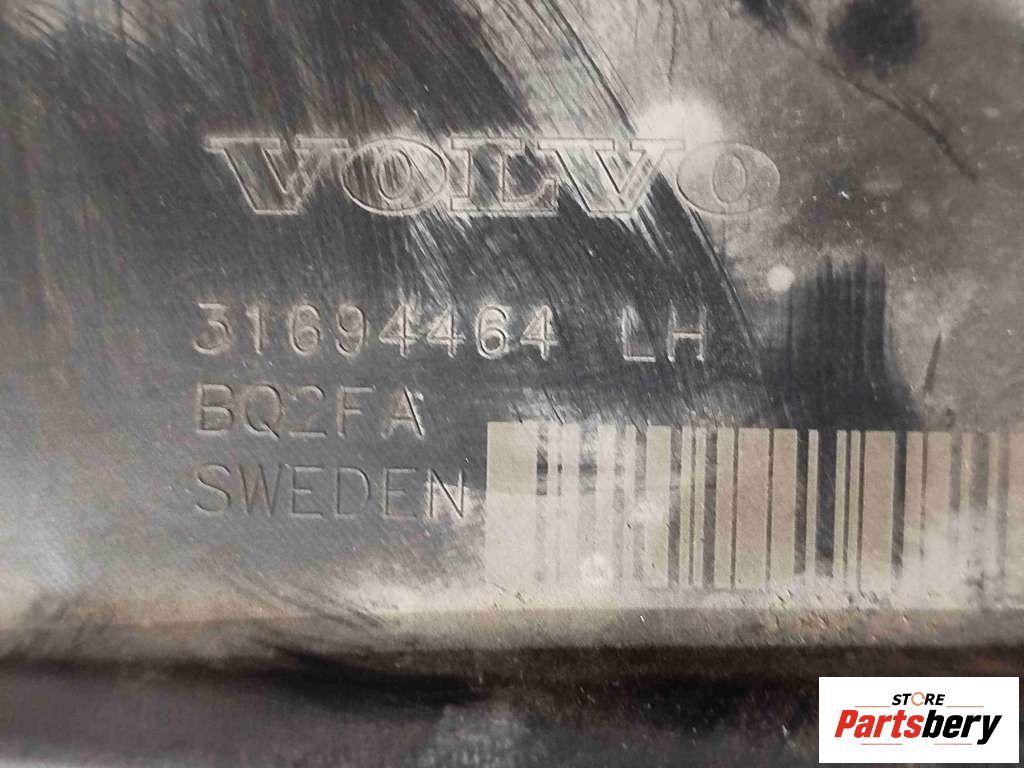 VOLVO
31694464 LH
BQ2FA
SWEDEN
STORE
Partsbery